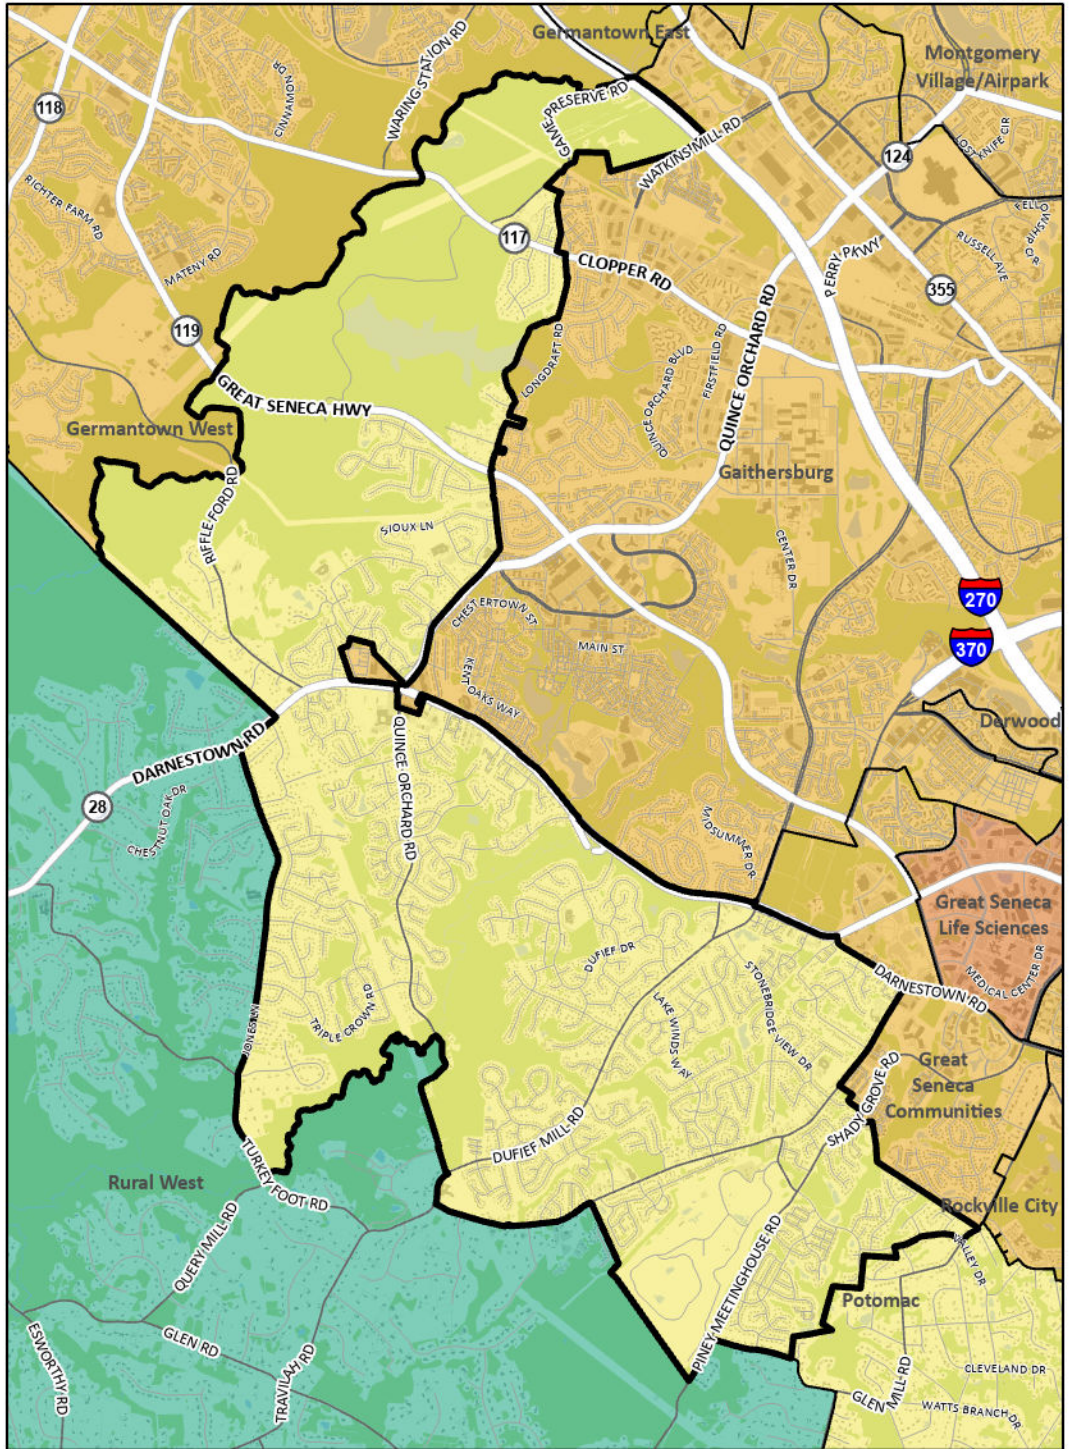 Germantown East
Montgomery
Village/Airpark
WARING STATION RD
CINNAMON DR
118
GAME PRESERVE RD
WATKINS MILL RD
124
LOST KNIFE CIR
FELLOWSHIP CIR
RUSSELL AVE
RICHTER FARM RD
MATENY RD
117
CLOPPER RD
PERRY PKWY
355
119
LONGDRAFT RD
QUINCE ORCHARD BLVD
FIRSTFIELD RD
QUINCE ORCHARD RD
GREAT SENECA HWY
Germantown West
Gaithersburg
RIFFLE FORD RD
SIOUX LN
CENTER DR
270
370
CHESTERTOWN ST
MAIN ST
KENT OAKS WAY
Derwood
DARNESTOWN RD
28
CHESTNUT OAK DR
QUINCE ORCHARD RD
MIDSUMMER DR
Great Seneca
Life Sciences
MEDICAL CENTER DR
DUFIEF DR
STONEBRIDGE VIEW DR
DARNESTOWN RD
LAKE WINDS WAY
TRIPLE CROWN RD
JONES LN
Great
Seneca
Communities
SHADY GROVE RD
DUFIEF MILL RD
TURKEY FOOT RD
Rural West
Rockville City
QUERY MILL RD
PINEY MEETINGHOUSE RD
VALLEY DR
Potomac
GLEN RD
ESWORTHY RD
TRAVILAH RD
GLEN MILL RD
CLEVELAND DR
WATTS BRANCH DR